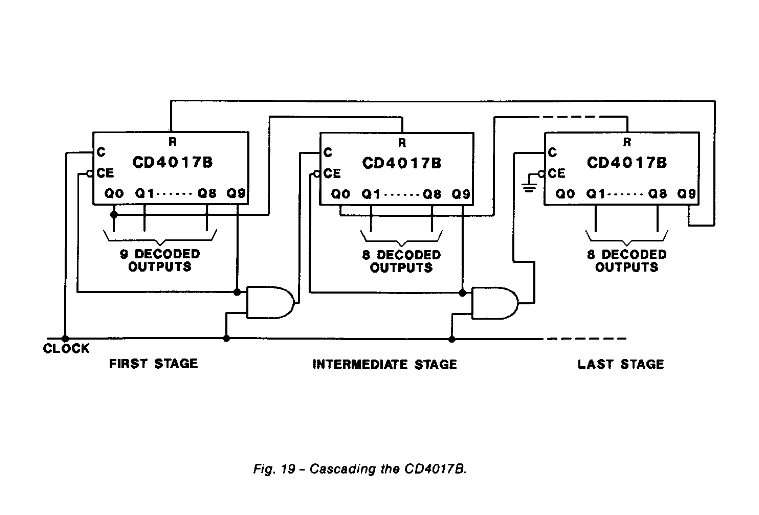 R
R
R
C
CD4017B
C
CD4017B
C
CD4017B
CE
CE
CE
Q0 Q1······Q8 Q9
Q0 Q1······Q8 Q9
Q0 Q1······Q8 Q9
9 DECODED
OUTPUTS
8 DECODED
OUTPUTS
8 DECODED
OUTPUTS
CLOCK
FIRST STAGE
INTERMEDIATE STAGE
LAST STAGE
Fig. 19 – Cascading the CD4017B.